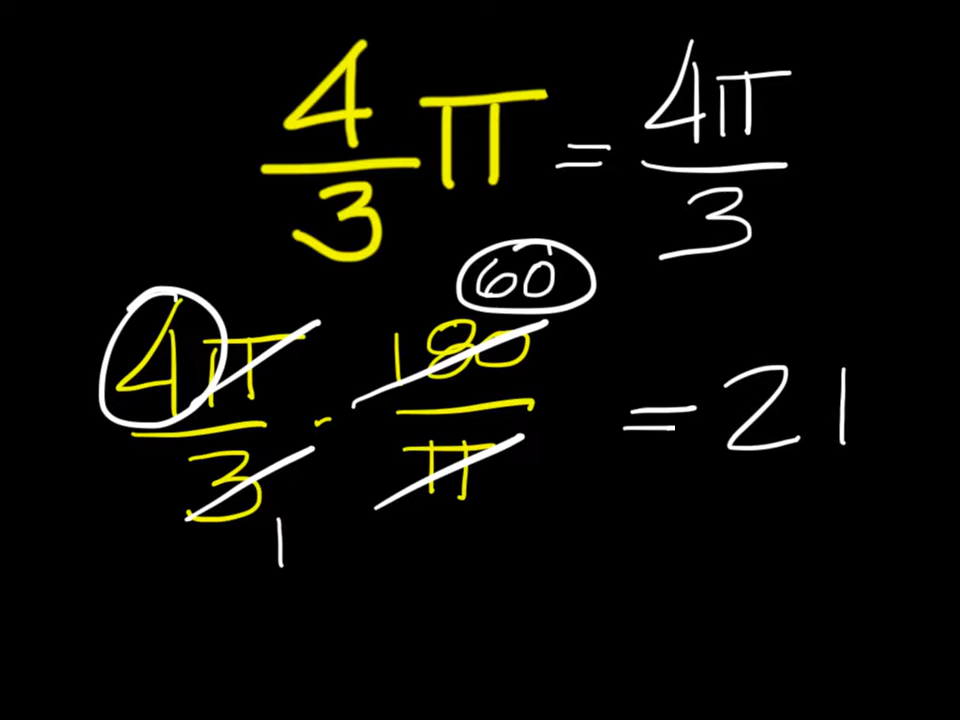 4/3 π = 4π/3
60
4π/3 · 180/π = 21
1